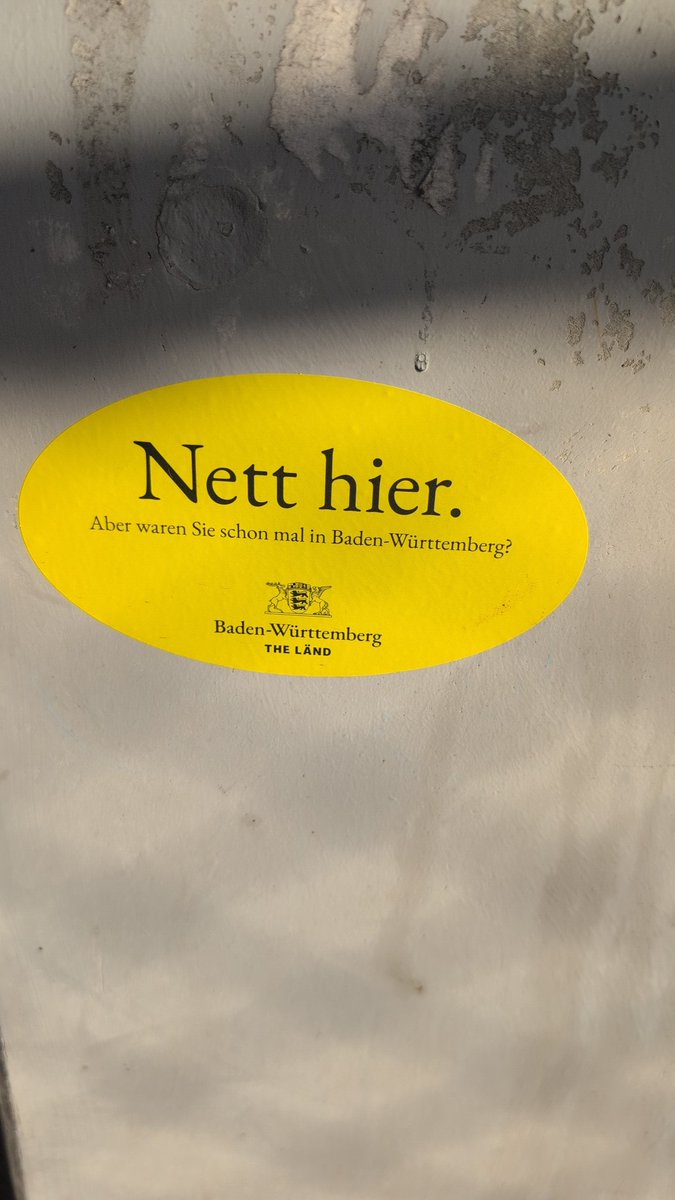 Nett hier.
Aber waren Sie schon mal in Baden-Württemberg?
Baden-Württemberg
THE LÄND